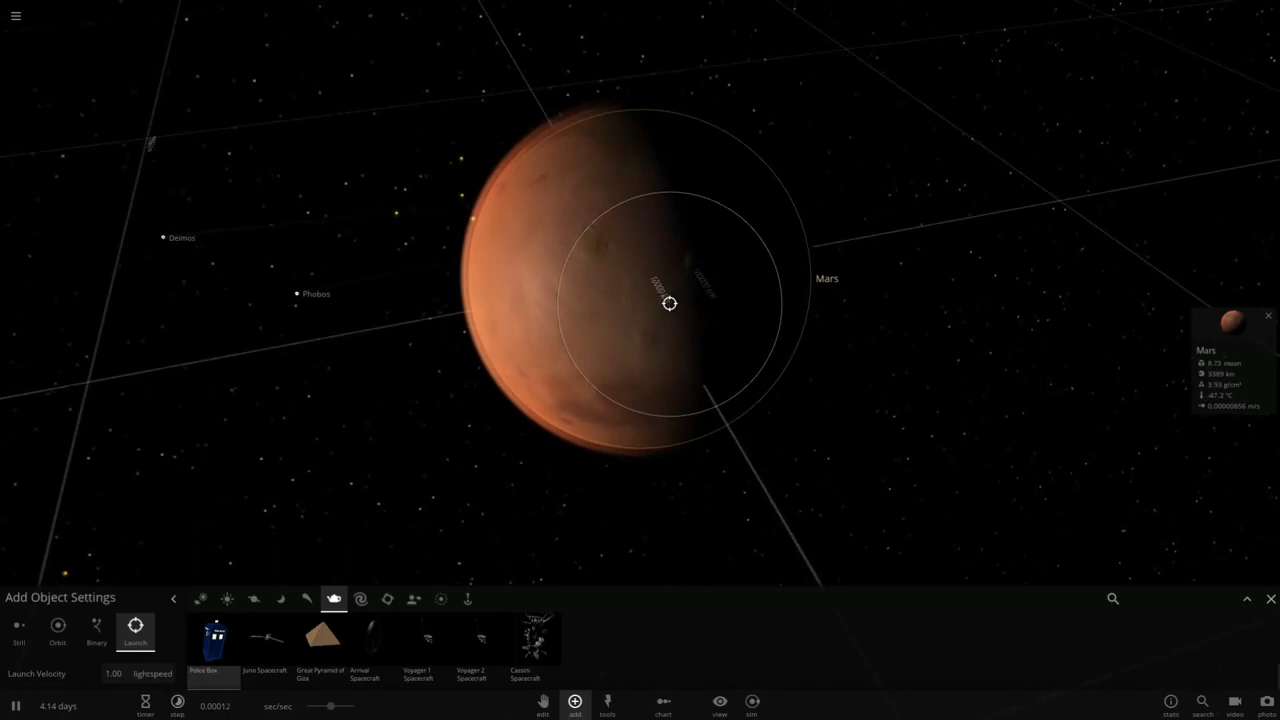 Deimos
Phobos
10000 km
Mars
Mars
8.73 moon
3389 km
3.93 g/cm³
-47.2 °C
0.00000856 m/s
Add Object Settings
Still
Orbit
Binary
Launch
Launch Velocity
1.00
lightspeed
Police Box
Juno Spacecraft
Great Pyramid of
Giza
Arrival
Spacecraft
Voyager 1
Spacecraft
Voyager 2
Spacecraft
Cassini
Spacecraft
4.14 days
timer
step
0.00012
sec/sec
edit
add
tools
chart
view
sim
stats
search
video
photo